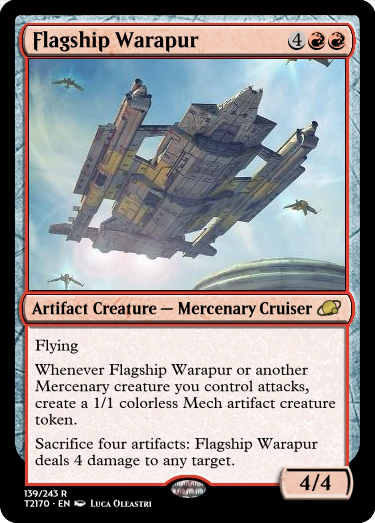 Flagship Warapur 4
Artifact Creature — Mercenary Cruiser
Flying
Whenever Flagship Warapur or another
Mercenary creature you control attacks,
create a 1/1 colorless Mech artifact creature
token.
Sacrifice four artifacts: Flagship Warapur
deals 4 damage to any target.
4/4
139/243 R
T2170 • EN Luca Oleastri